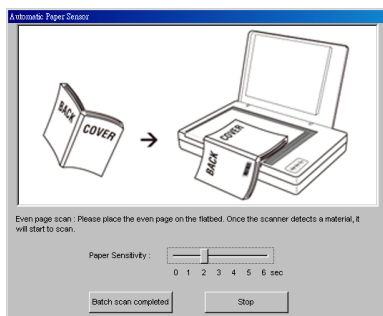 Automatic Paper Sensor
BACK
COVER
COVER
BACK
Even page scan : Please place the even page on the flatbed. Once the scanner detects a material, it
will start to scan.
Paper Sensitivity :
0 1 2 3 4 5 6 sec
Batch scan completed
Stop